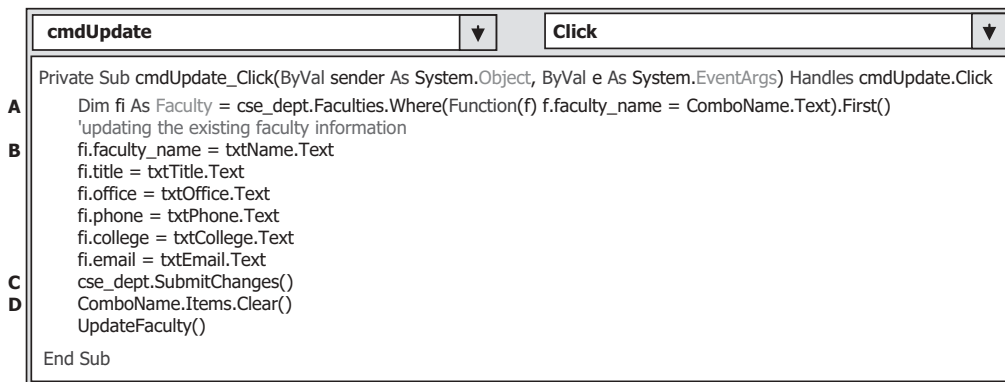 cmdUpdate Click
Private Sub cmdUpdate_Click(ByVal sender As System.Object, ByVal e As System.EventArgs) Handles cmdUpdate.Click
A Dim fi As Faculty = cse_dept.Faculties.Where(Function(f) f.faculty_name = ComboName.Text).First()
'updating the existing faculty information
B fi.faculty_name = txtName.Text
fi.title = txtTitle.Text
fi.office = txtOffice.Text
fi.phone = txtPhone.Text
fi.college = txtCollege.Text
fi.email = txtEmail.Text
C cse_dept.SubmitChanges()
D ComboName.Items.Clear()
UpdateFaculty()
End Sub